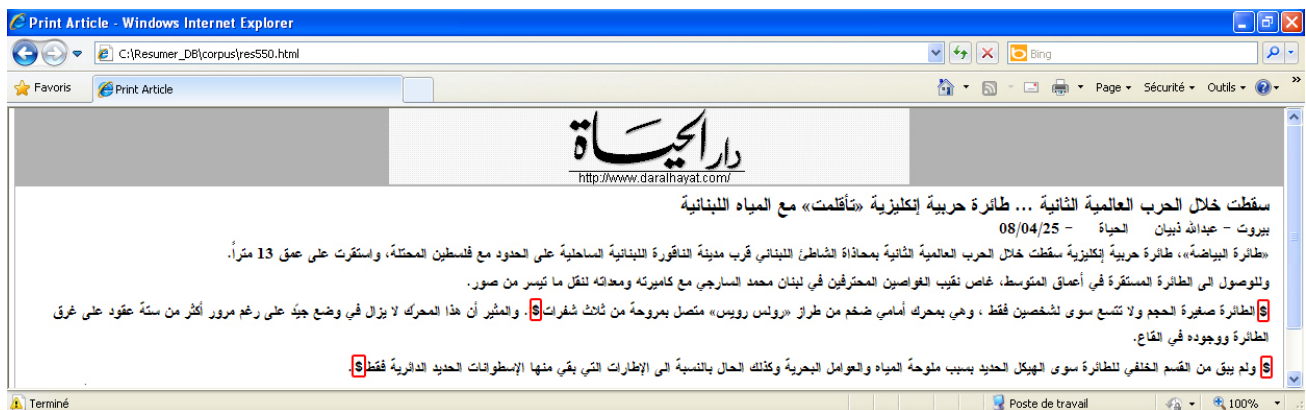 Print Article - Windows Internet Explorer
C:\Resumer_DB\corpus\res550.html
Bing
Favoris
Print Article
Page
Sécurité
Outils
»
دار الحياة
http://www.daralhayat.com/
سقطت خلال الحرب العالمية الثانية ... طائرة حربية إنكليزية «تأقلمت» مع المياه اللبنانية
بيروت - عبدالله ذبيان الحياة - 08/04/25
«طائرة البياضة»، طائرة حربية إنكليزية سقطت خلال الحرب العالمية الثانية بمحاذاة الشاطئ اللبناني قرب مدينة الناقورة اللبنانية الساحلية على الحدود مع فلسطين المحتلة، واستقرت على عمق 13 متراً.
وللوصول الى الطائرة المستقرة في أعماق المتوسط، غاص نقيب الغواصين المحترفين في لبنان محمد السارجي مع كاميرته ومعداته لنقل ما تيسر من صور.
$ الطائرة صغيرة الحجم ولا تتسع سوى لشخصين فقط ، وهي بمحرك أمامي ضخم من طراز «رولس رويس» متصل بمروحة من ثلاث شفرات$ . والمثير أن هذا المحرك لا يزال في وضع جيّد على رغم مرور أكثر من ستة عقود على غرق
الطائرة ووجوده في القاع.
$ ولم يبق من القسم الخلفي للطائرة سوى الهيكل الحديد بسبب ملوحة المياه والعوامل البحرية وكذلك الحال بالنسبة الى الإطارات التي بقي منها الإسطوانات الحديد الدائرية فقط$ .
Terminé
Poste de travail
100%